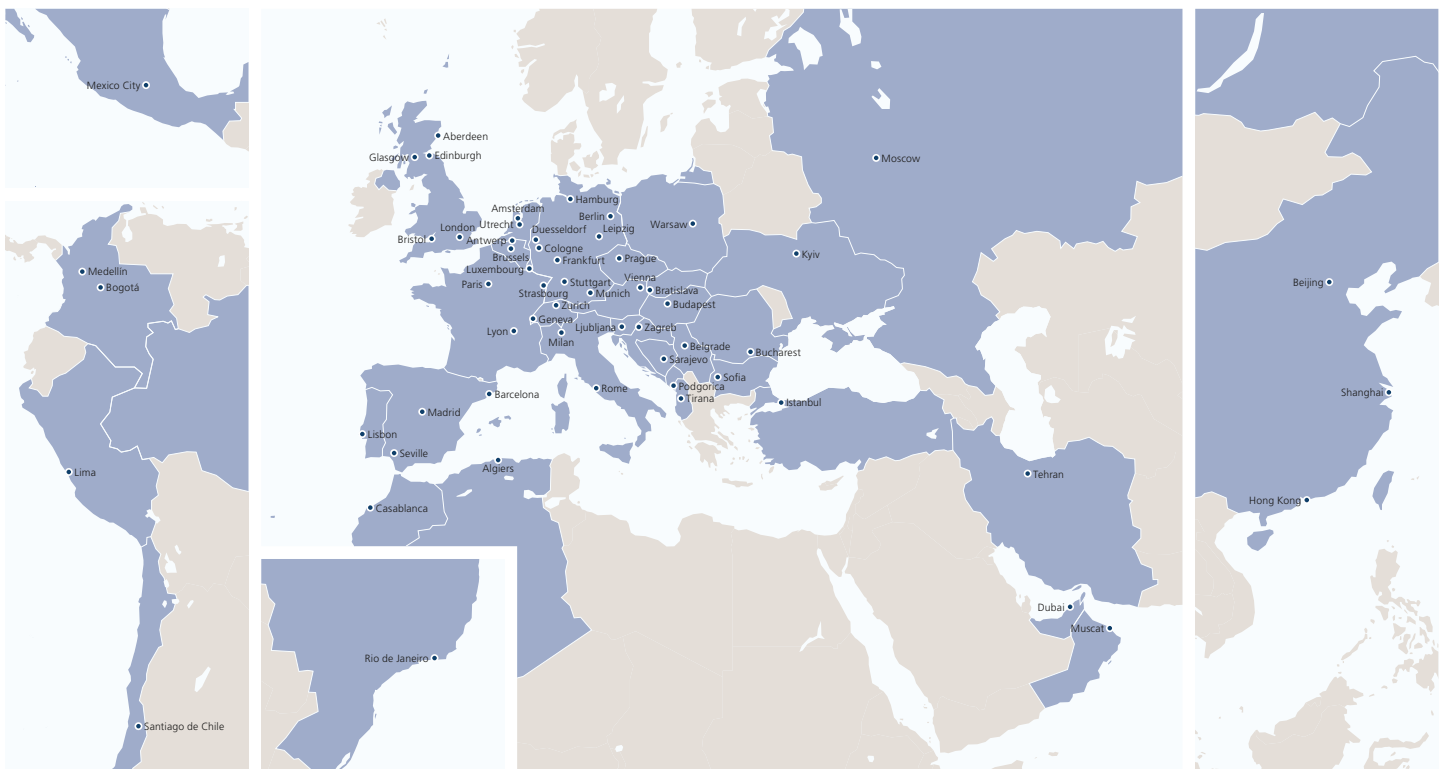 Mexico City
Medellín
Bogotá
Lima
Santiago de Chile
Aberdeen
Glasgow
Edinburgh
Moscow
Hamburg
Amsterdam
Berlin
London
Utrecht
Duesseldorf
Leipzig
Warsaw
Bristol
Antwerp
Cologne
Brussels
Frankfurt
Prague
Kyiv
Luxembourg
Vienna
Paris
Stuttgart
Strasbourg
Munich
Bratislava
Zurich
Budapest
Geneva
Lyon
Ljubljana
Zagreb
Milan
Belgrade
Bucharest
Sarajevo
Sofia
Rome
Podgorica
Barcelona
Tirana
Istanbul
Madrid
Lisbon
Seville
Algiers
Tehran
Casablanca
Dubai
Muscat
Rio de Janeiro
Beijing
Shanghai
Hong Kong